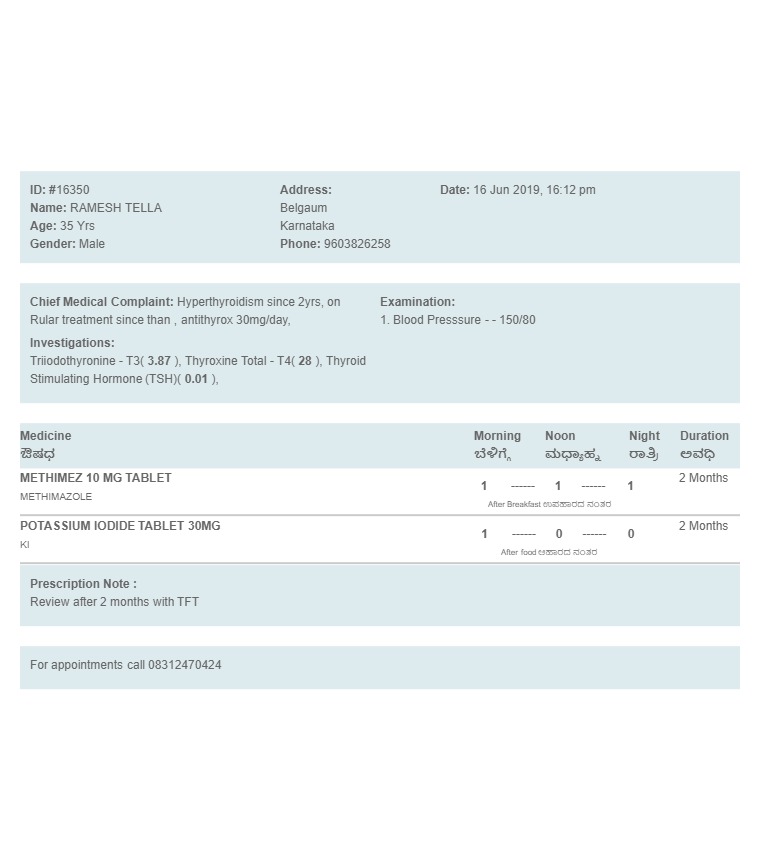 ID: #16350
Name: RAMESH TELLA
Age: 35 Yrs
Gender: Male
Address:
Belgaum
Karnataka
Phone: 9603826258
Date: 16 Jun 2019, 16:12 pm
Chief Medical Complaint: Hyperthyroidism since 2yrs, on
Rular treatment since than , antithyrox 30mg/day,
Investigations:
Triiodothyronine - T3( 3.87 ), Thyroxine Total - T4( 28 ), Thyroid
Stimulating Hormone (TSH)( 0.01 ),
Examination:
1. Blood Presssure - - 150/80
Medicine Morning Noon Night Duration
ಔಷಧ ಬೆಳಿಗ್ಗೆ ಮಧ್ಯಾಹ್ನ ರಾತ್ರಿ ಅವಧಿ
METHIMEZ 10 MG TABLET 2 Months
1 ------ 1 ------ 1
METHIMAZOLE
After Breakfast ಉಪಹಾರದ ನಂತರ
POTASSIUM IODIDE TABLET 30MG 2 Months
1 ------ 0 ------ 0
KI
After food ಆಹಾರದ ನಂತರ
Prescription Note :
Review after 2 months with TFT
For appointments call 08312470424